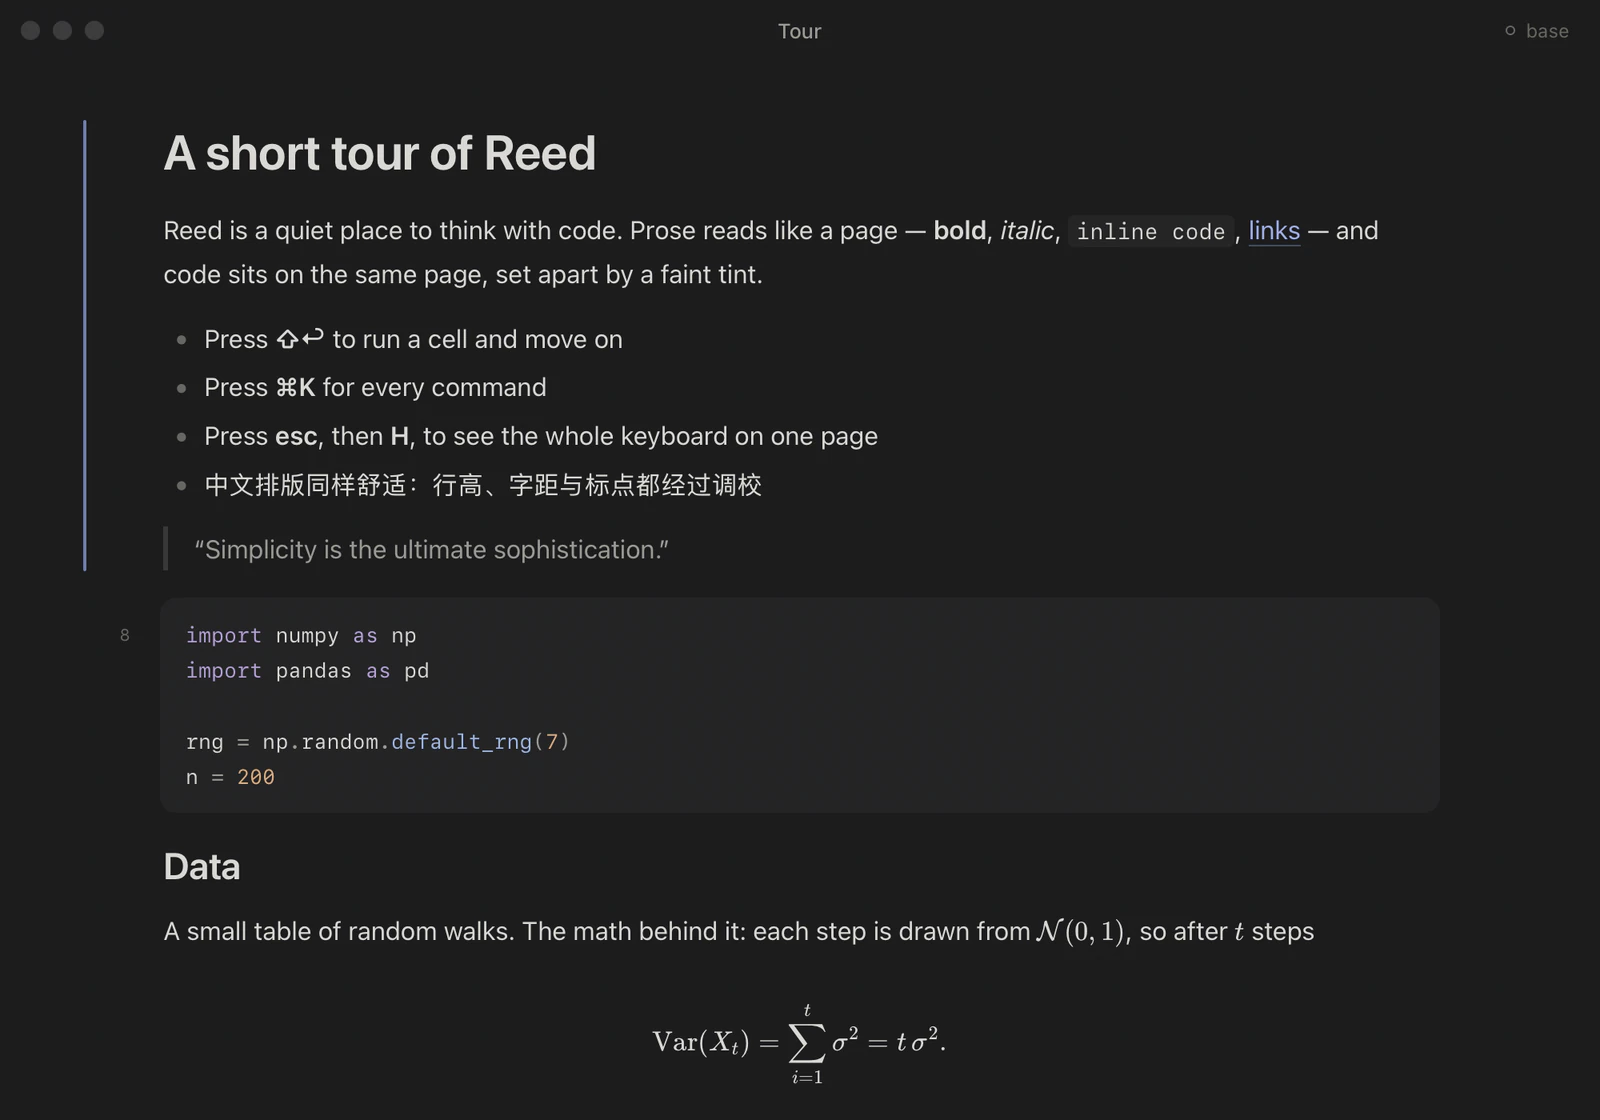 Tour
base
A short tour of Reed
Reed is a quiet place to think with code. Prose reads like a page — bold, italic, inline code, links — and
code sits on the same page, set apart by a faint tint.
Press ⇧↩ to run a cell and move on
Press ⌘K for every command
Press esc, then H, to see the whole keyboard on one page
中文排版同样舒适：行高、字距与标点都经过调校
“Simplicity is the ultimate sophistication.”
8
import numpy as np
import pandas as pd
rng = np.random.default_rng(7)
n = 200
Data
A small table of random walks. The math behind it: each step is drawn from 𝒩(0, 1), so after t steps
Var(X_t) = ∑_{i=1}^{t} σ² = t σ².